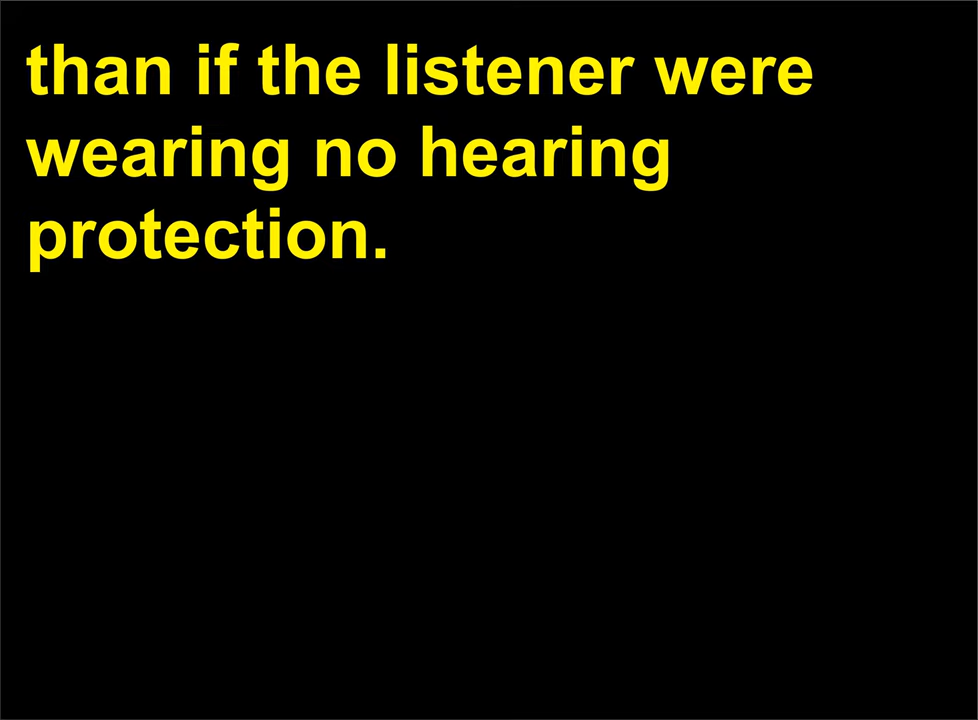 than if the listener were
wearing no hearing
protection.